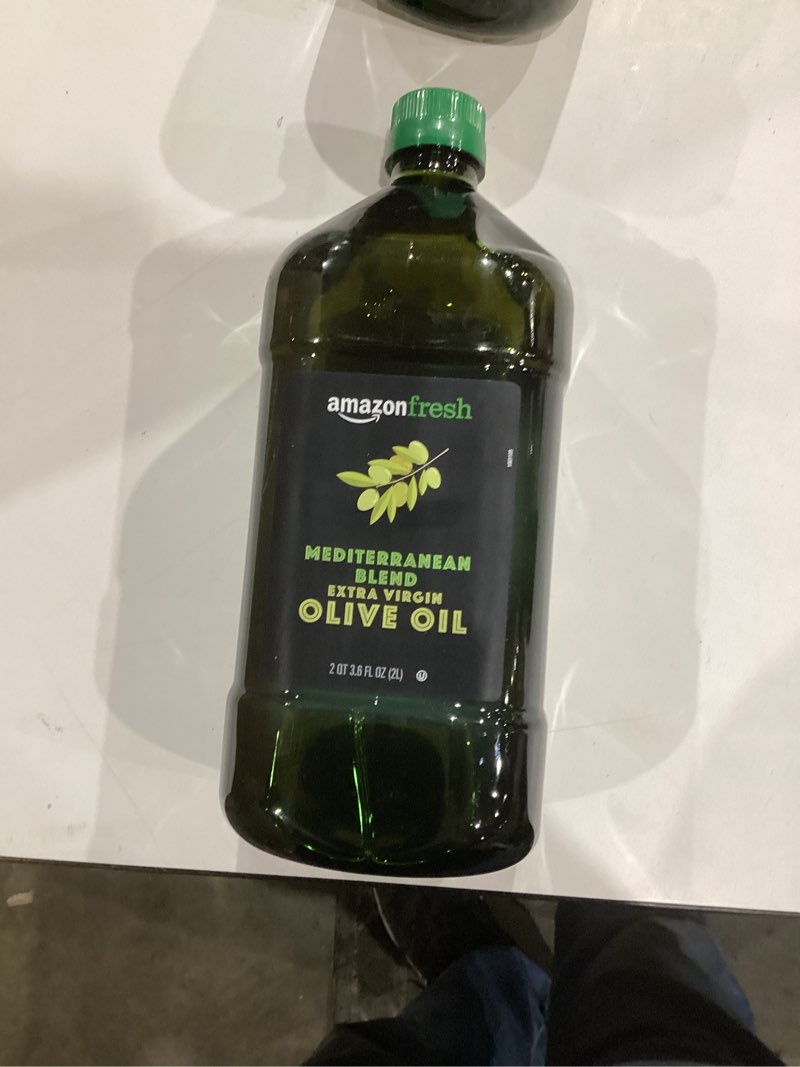 amazonfresh
MEDITERRANEAN
BLEND
EXTRA VIRGIN
OLIVE OIL
2 QT 3.6 FL OZ (2L) Ⓤ